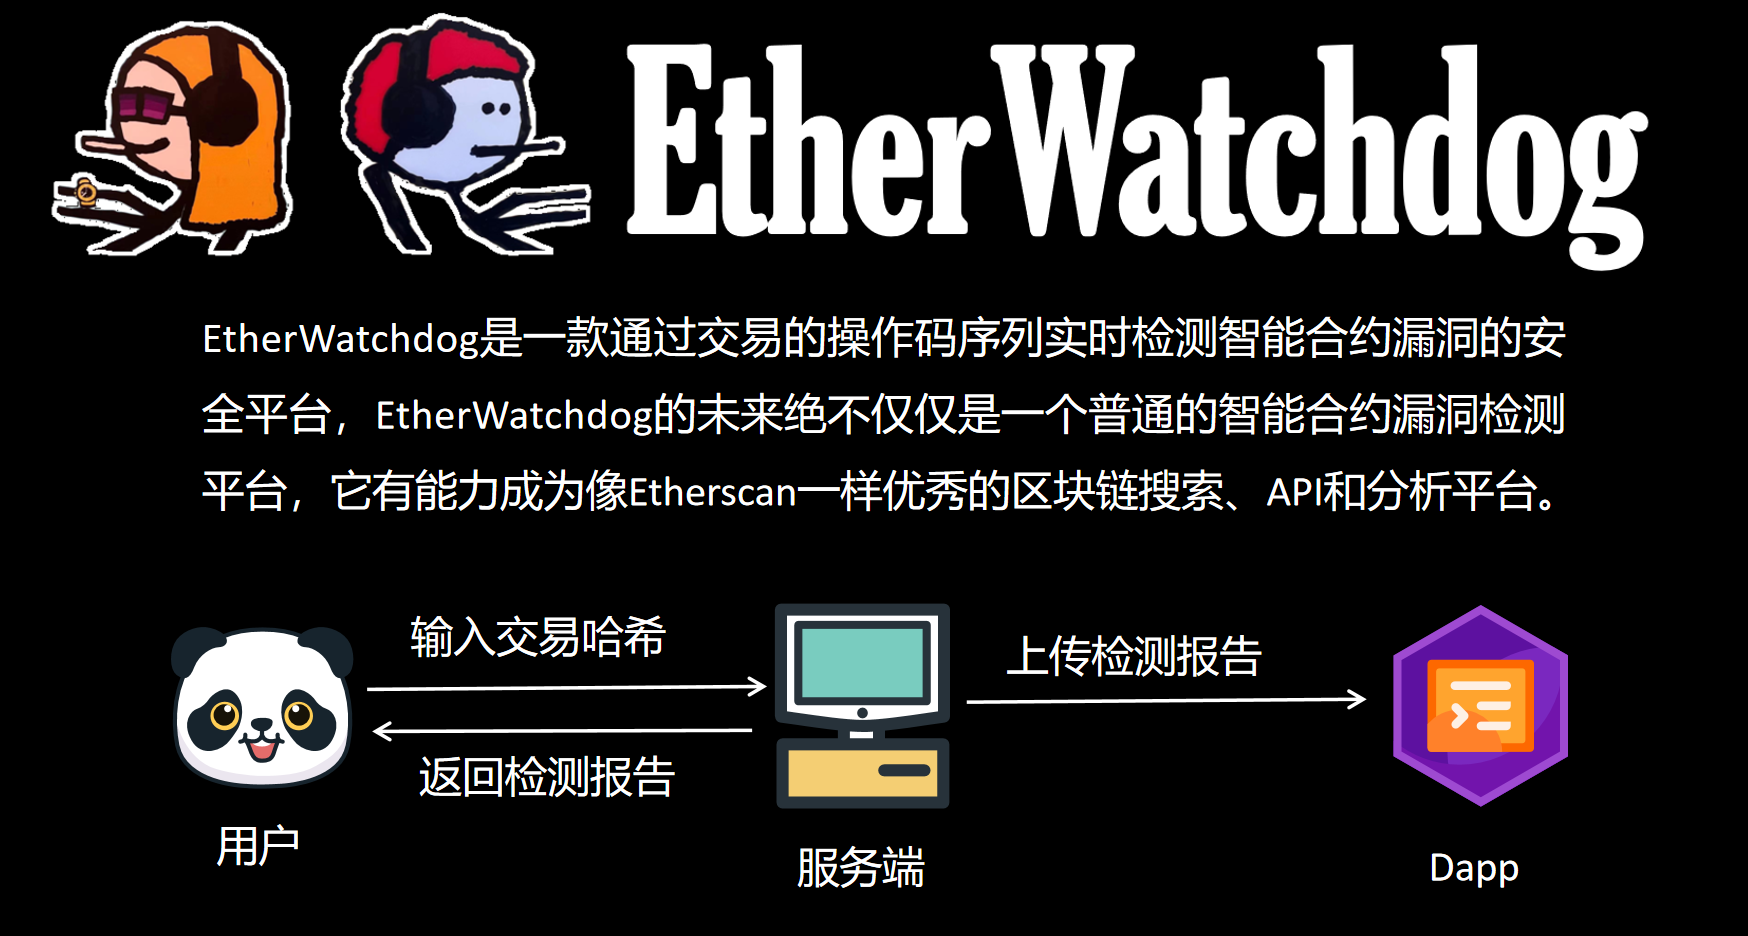 EtherWatchdog
EtherWatchdog是一款通过交易的操作码序列实时检测智能合约漏洞的安
全平台，EtherWatchdog的未来绝不仅仅是一个普通的智能合约漏洞检测
平台，它有能力成为像Etherscan一样优秀的区块链搜索、API和分析平台。
输入交易哈希
上传检测报告
返回检测报告
用户
服务端
Dapp